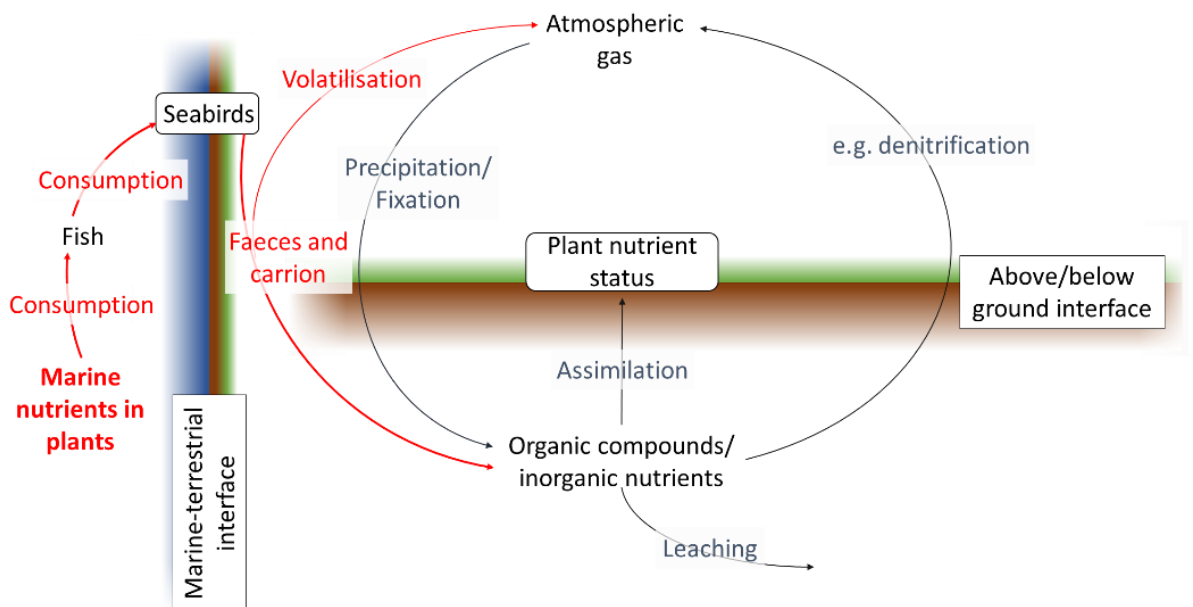 Atmospheric
gas
Volatilisation
Seabirds
e.g. denitrification
Precipitation/
Fixation
Consumption
Fish
Faeces and
carrion
Plant nutrient
status
Above/below
ground interface
Consumption
Assimilation
Marine
nutrients in
plants
Marine-terrestrial
interface
Organic compounds/
inorganic nutrients
Leaching